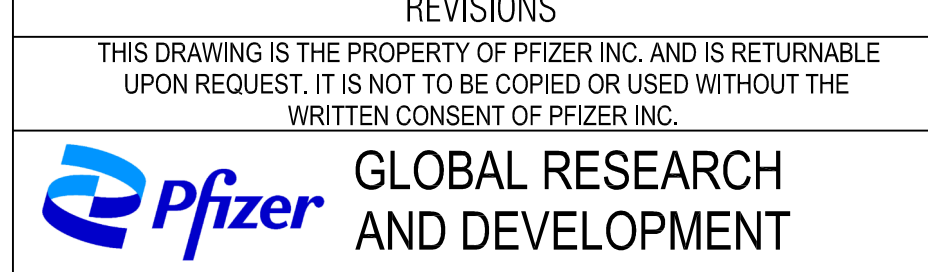 REVISIONS
THIS DRAWING IS THE PROPERTY OF PFIZER INC. AND IS RETURNABLE
UPON REQUEST. IT IS NOT TO BE COPIED OR USED WITHOUT THE
WRITTEN CONSENT OF PFIZER INC.
Pfizer
GLOBAL RESEARCH
AND DEVELOPMENT